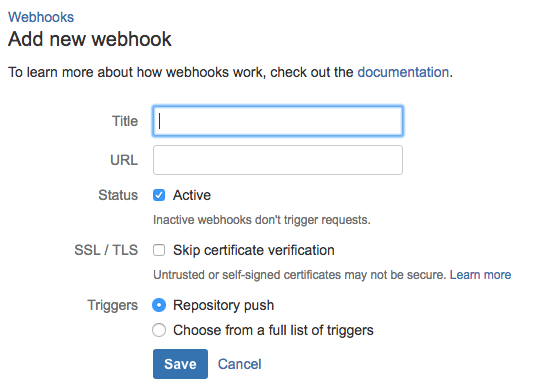 Webhooks
Add new webhook
To learn more about how webhooks work, check out the documentation.
Title
URL
Status Active
Inactive webhooks don't trigger requests.
SSL / TLS Skip certificate verification
Untrusted or self-signed certificates may not be secure. Learn more
Triggers Repository push
Choose from a full list of triggers
Save Cancel